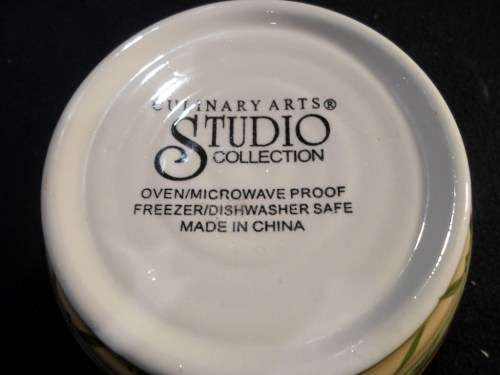 CULINARY ARTS®
STUDIO
COLLECTION
OVEN/MICROWAVE PROOF
FREEZER/DISHWASHER SAFE
MADE IN CHINA